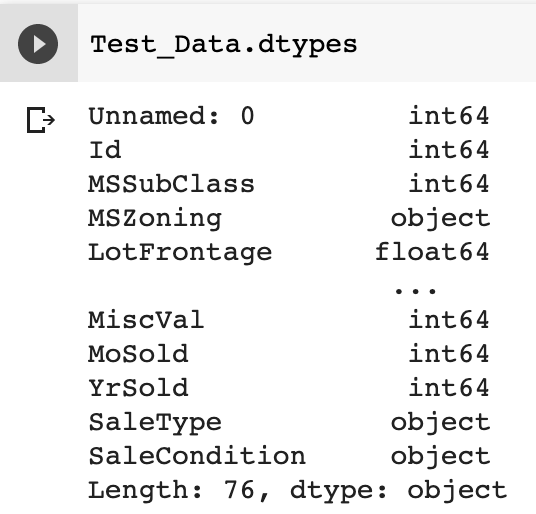 Test_Data.dtypes
Unnamed: 0 int64
Id int64
MSSubClass int64
MSZoning object
LotFrontage float64
...
MiscVal int64
MoSold int64
YrSold int64
SaleType object
SaleCondition object
Length: 76, dtype: object